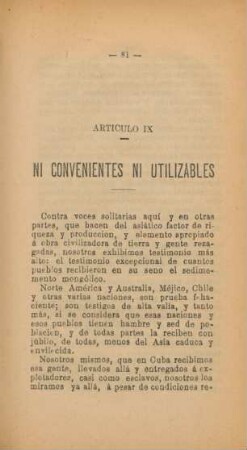 — 81 —
ARTICULO IX
NI CONVENIENTES NI UTILIZABLES
Contra voces solitarias aquí y en otras
partes, que hacen del asiático factor de ri-
queza y produccion, y elemento apropiado
á obra civilizadora de tierra y gente reza-
gadas, nosotros exhibimos testimonio más
alto: el testimonio excepcional de cuantos
pueblos recibieron en su seno el sedimento
mongólico.
Norte América y Australia, Méjico, Chile
y otras varias naciones, son prueba f-ha-
ciente; son testigos de alta valía, y tanto
más, si se considera que esas naciones y
esos pueblos tienen hambre y sed de po-
blacion, y de todas partes la reciben con
júbilo, de todas, menos del Asia caduca y
envilecida.
Nosotros mismos, que en Cuba recibimos
esa gente, llevados allá y entregados á ex-
plotadores, casi como esclavos, nosotros los
miramos ya allá, á pesar de condiciones re-